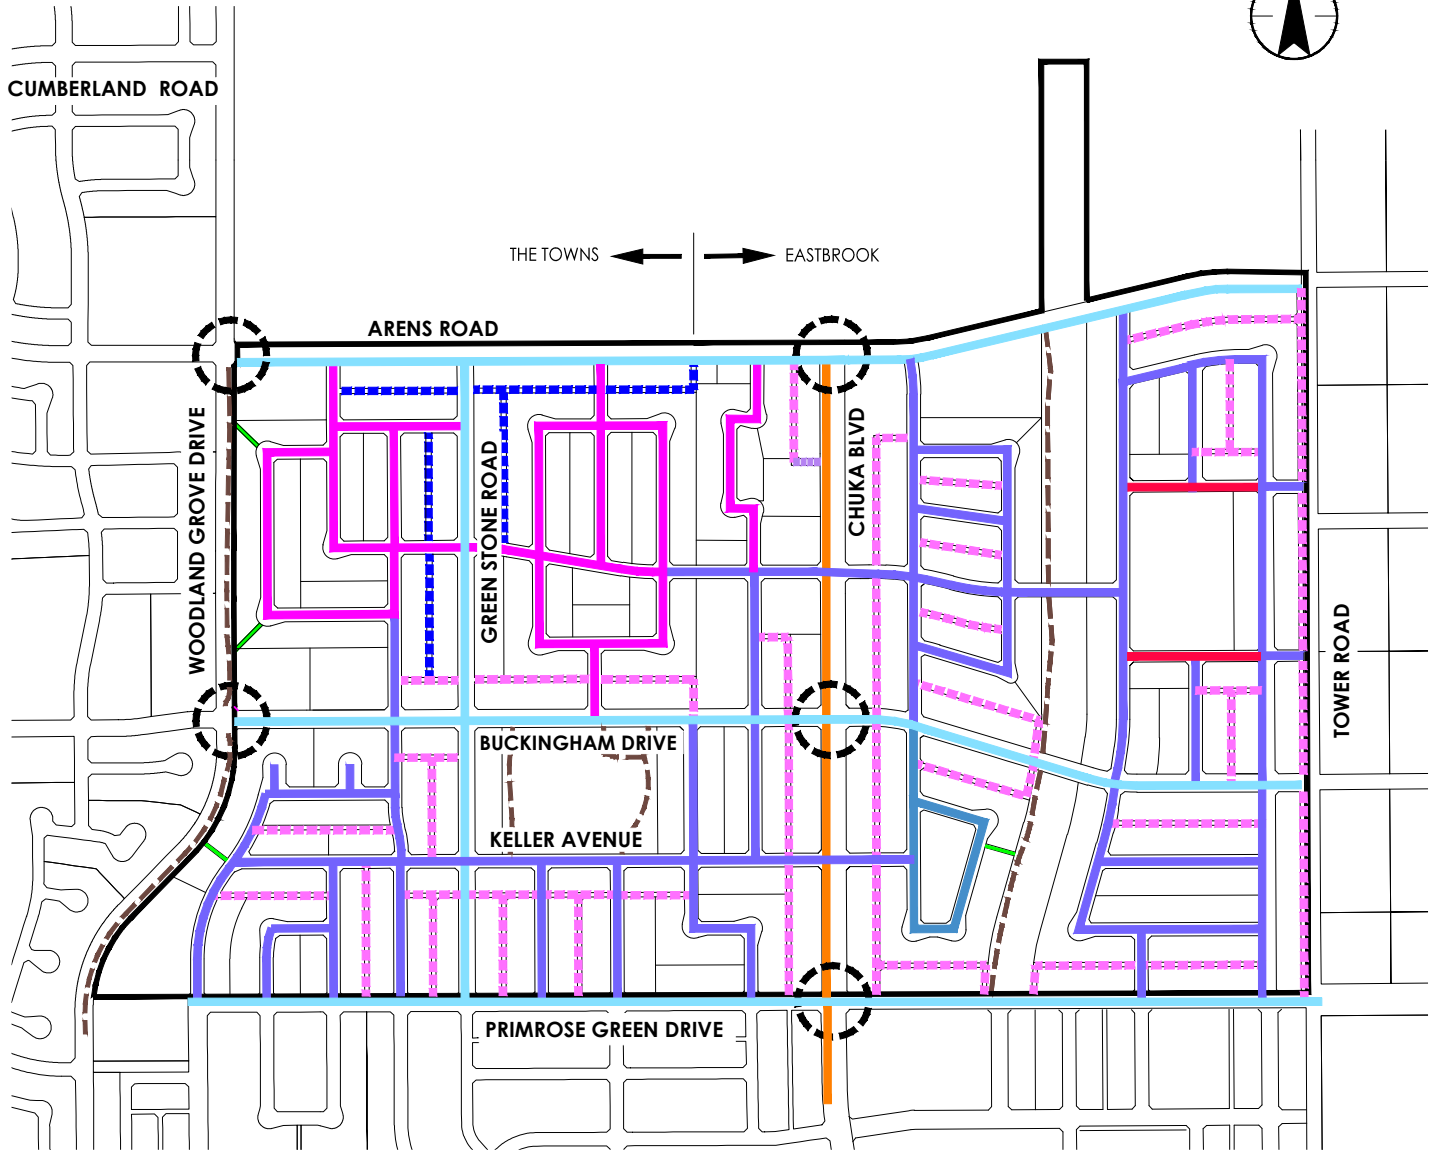 CUMBERLAND ROAD
THE TOWNS
EASTBROOK
ARENS ROAD
WOODLAND GROVE DRIVE
GREEN STONE ROAD
CHUKA BLVD
TOWER ROAD
BUCKINGHAM DRIVE
KELLER AVENUE
PRIMROSE GREEN DRIVE